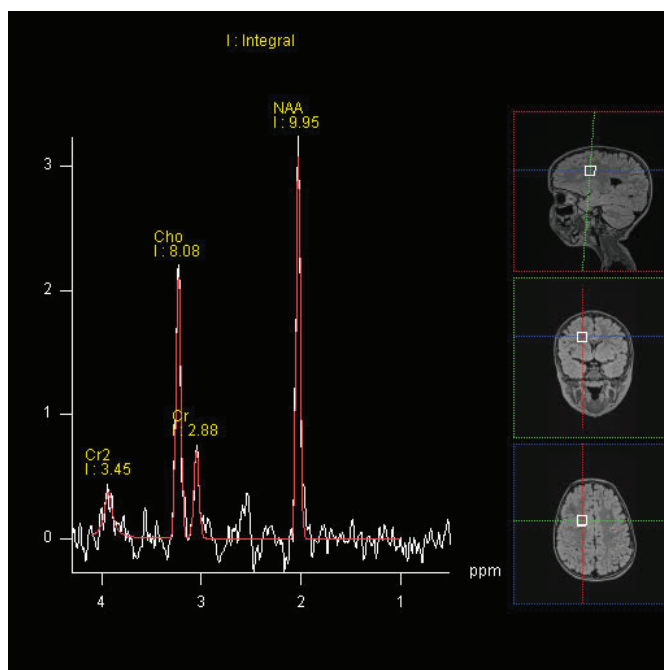 I : Integral
NAA
I : 9.95
3
Cho
I : 8.08
2
Cr
2.88
1
Cr2
I : 3.45
0
ppm
4 3 2 1